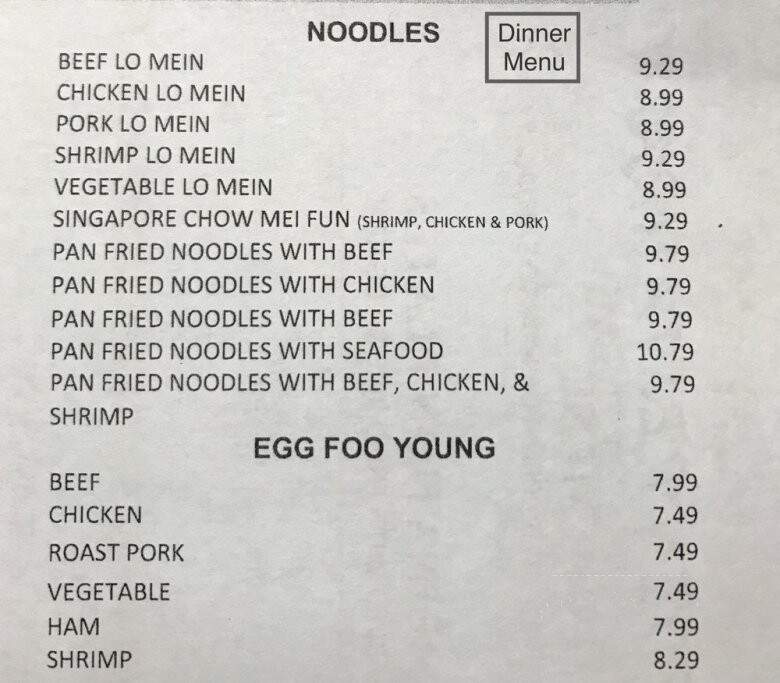 NOODLES
Dinner
Menu
BEEF LO MEIN 9.29
CHICKEN LO MEIN 8.99
PORK LO MEIN 8.99
SHRIMP LO MEIN 9.29
VEGETABLE LO MEIN 8.99
SINGAPORE CHOW MEI FUN (SHRIMP, CHICKEN & PORK) 9.29
PAN FRIED NOODLES WITH BEEF 9.79
PAN FRIED NOODLES WITH CHICKEN 9.79
PAN FRIED NOODLES WITH BEEF 9.79
PAN FRIED NOODLES WITH SEAFOOD 10.79
PAN FRIED NOODLES WITH BEEF, CHICKEN, & 9.79
SHRIMP
EGG FOO YOUNG
BEEF 7.99
CHICKEN 7.49
ROAST PORK 7.49
VEGETABLE 7.49
HAM 7.99
SHRIMP 8.29